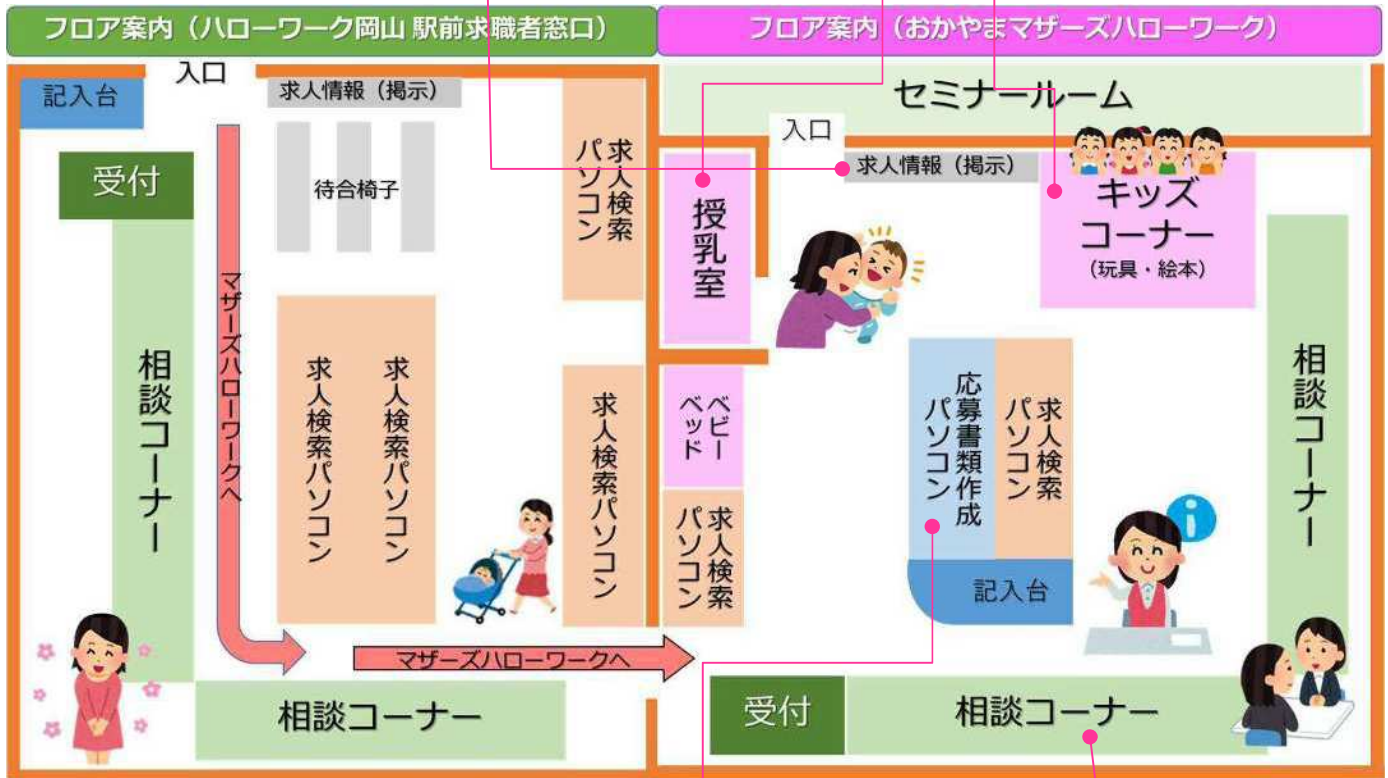 フロア案内（ハローワーク岡山 駅前求職者窓口）
フロア案内（おかやまマザーズハローワーク）
入口
記入台
求人情報（掲示）
受付
待合椅子
求人検索
パソコン
マザーズハローワークへ
相談コーナー
求人検索パソコン
求人検索パソコン
求人検索パソコン
マザーズハローワークへ
相談コーナー
セミナールーム
入口
求人情報（掲示）
授乳室
キッズ
コーナー
（玩具・絵本）
ベビー
ベッド
求人検索
パソコン
応募書類作成
パソコン
求人検索
パソコン
記入台
相談コーナー
受付
相談コーナー